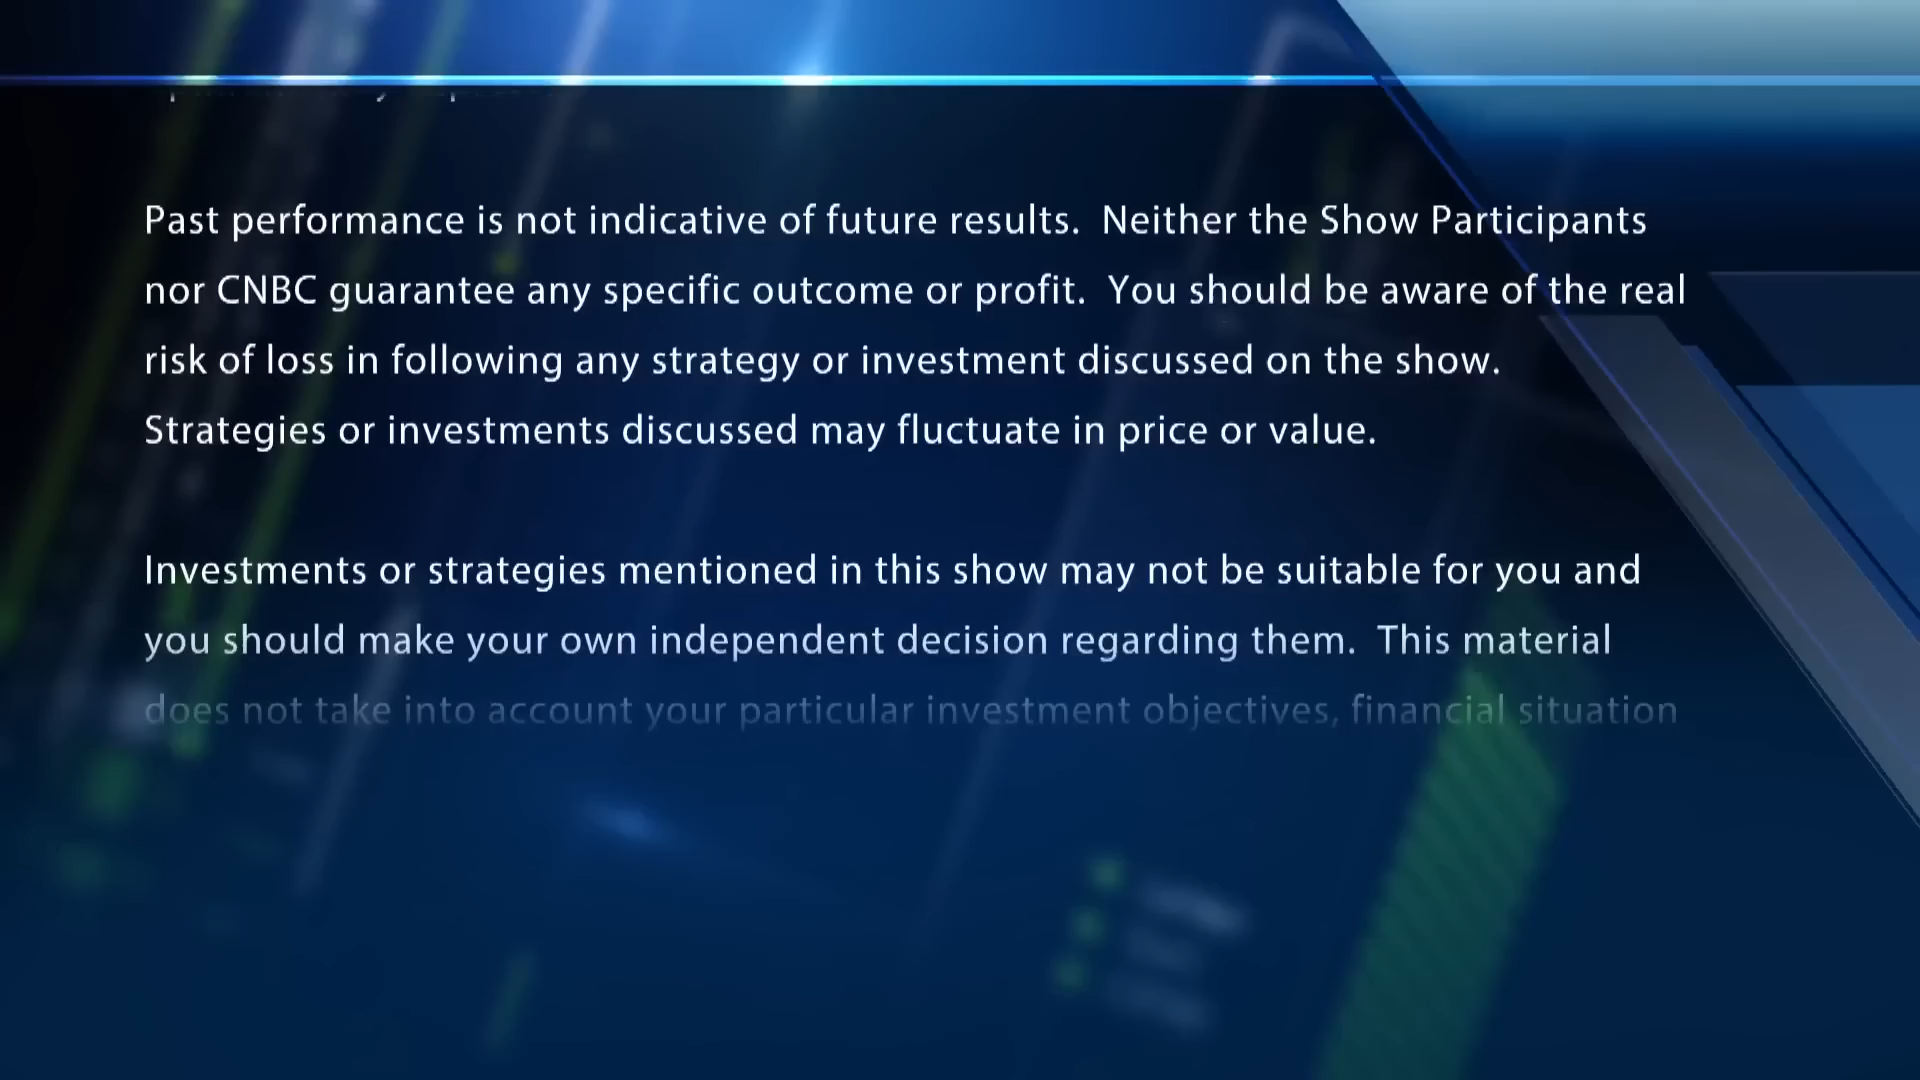 Past performance is not indicative of future results.  Neither the Show Participants
nor CNBC guarantee any specific outcome or profit.  You should be aware of the real
risk of loss in following any strategy or investment discussed on the show.
Strategies or investments discussed may fluctuate in price or value.
Investments or strategies mentioned in this show may not be suitable for you and
you should make your own independent decision regarding them.  This material
does not take into account your particular investment objectives, financial situation